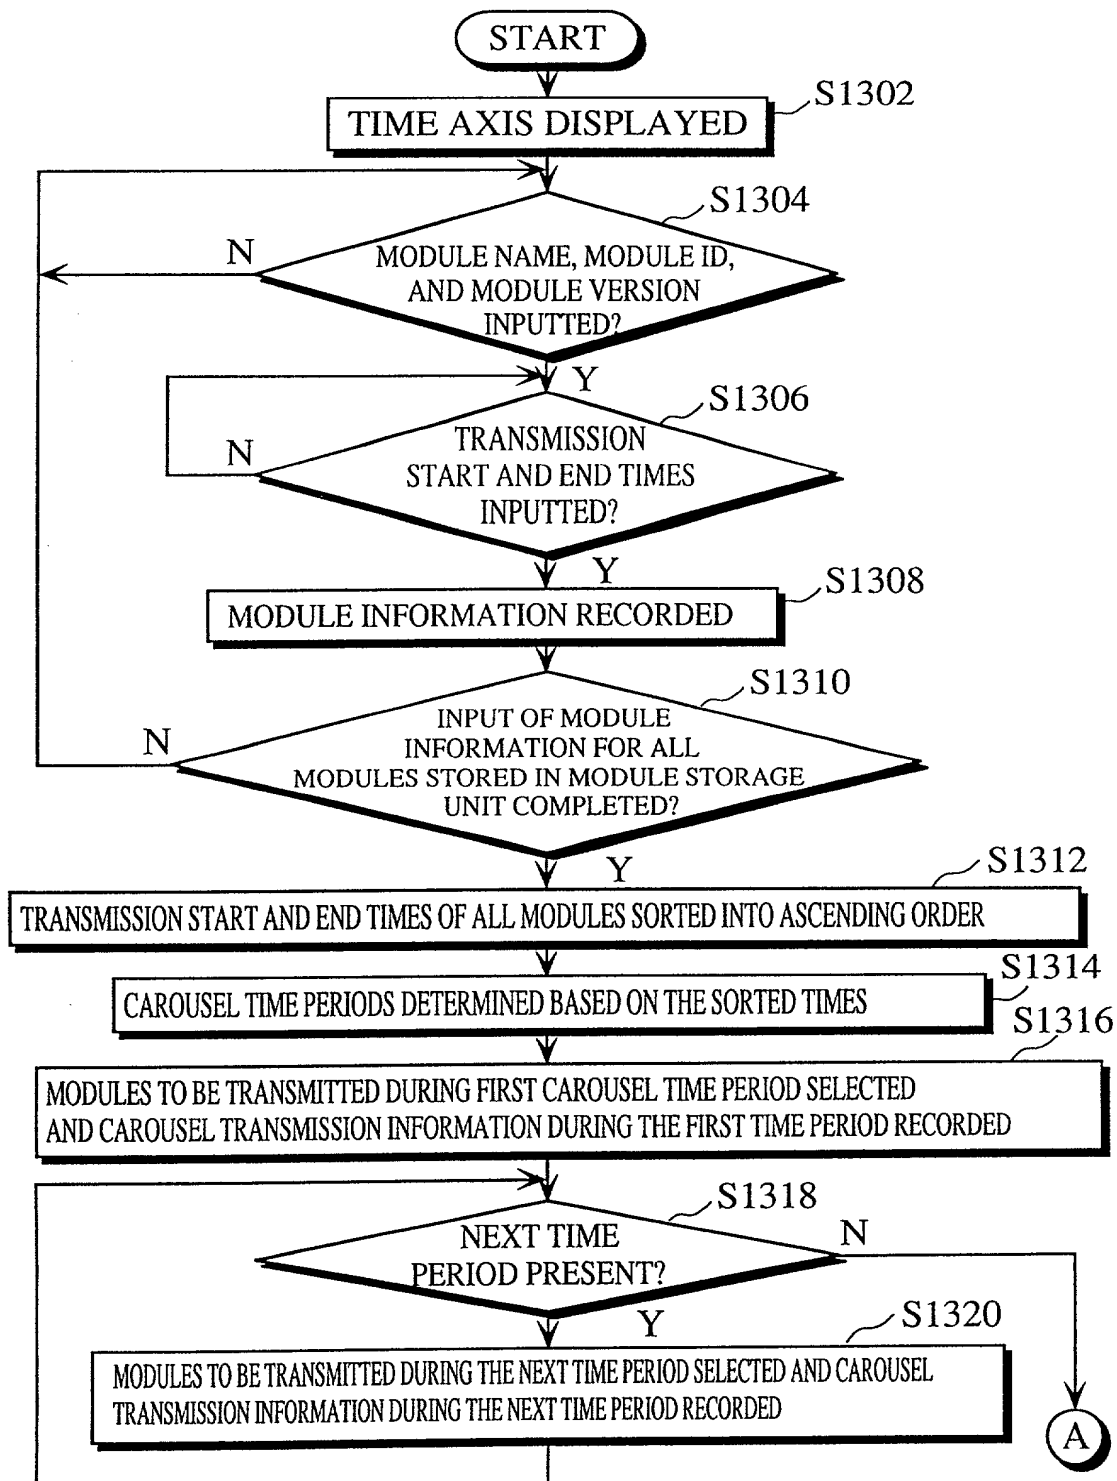 START
S1302
TIME AXIS DISPLAYED
S1304
N
MODULE NAME, MODULE ID,
AND MODULE VERSION
INPUTTED?
Y
S1306
N
TRANSMISSION
START AND END TIMES
INPUTTED?
Y
S1308
MODULE INFORMATION RECORDED
S1310
N
INPUT OF MODULE
INFORMATION FOR ALL
MODULES STORED IN MODULE STORAGE
UNIT COMPLETED?
Y
S1312
TRANSMISSION START AND END TIMES OF ALL MODULES SORTED INTO ASCENDING ORDER
S1314
CAROUSEL TIME PERIODS DETERMINED BASED ON THE SORTED TIMES
S1316
MODULES TO BE TRANSMITTED DURING FIRST CAROUSEL TIME PERIOD SELECTED
AND CAROUSEL TRANSMISSION INFORMATION DURING THE FIRST TIME PERIOD RECORDED
S1318
N
NEXT TIME
PERIOD PRESENT?
Y
S1320
MODULES TO BE TRANSMITTED DURING THE NEXT TIME PERIOD SELECTED AND CAROUSEL
TRANSMISSION INFORMATION DURING THE NEXT TIME PERIOD RECORDED
A